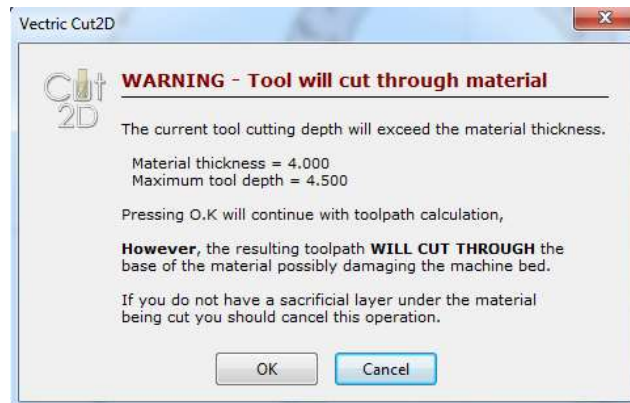 Vectric Cut2D
Cut
2D
WARNING - Tool will cut through material
The current tool cutting depth will exceed the material thickness.
Material thickness = 4.000
Maximum tool depth = 4.500
Pressing O.K will continue with toolpath calculation,
However, the resulting toolpath WILL CUT THROUGH the
base of the material possibly damaging the machine bed.
If you do not have a sacrificial layer under the material
being cut you should cancel this operation.
OK
Cancel